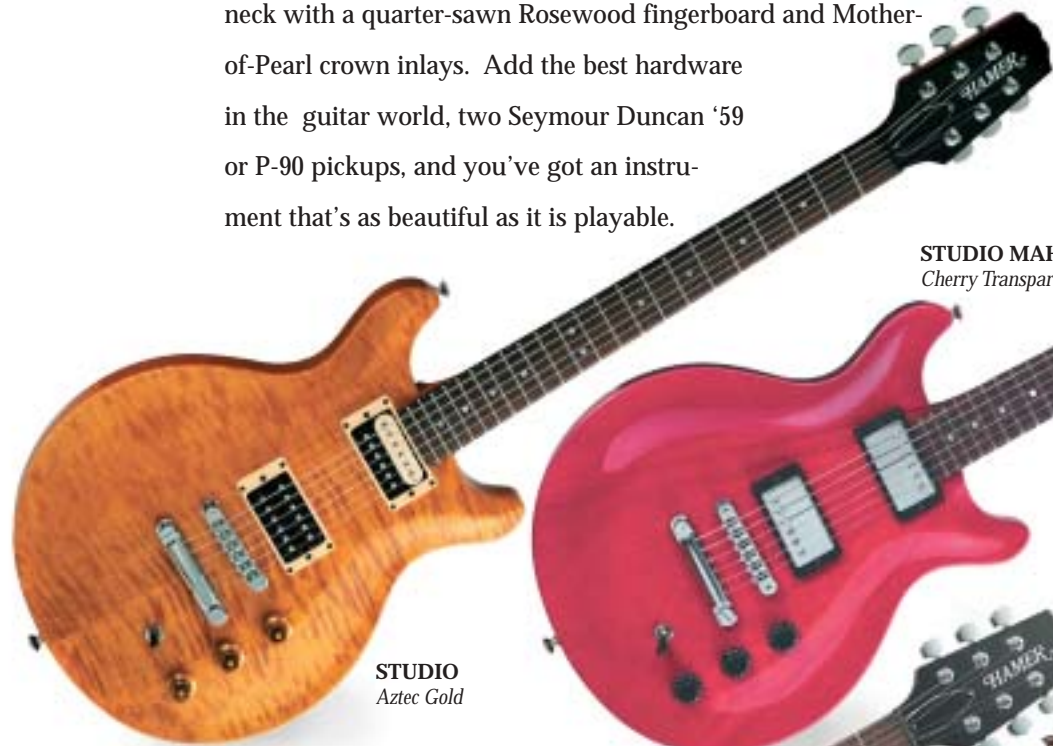 neck with a quarter-sawn Rosewood fingerboard and Mother-
of-Pearl crown inlays. Add the best hardware
in the guitar world, two Seymour Duncan ‘59
or P-90 pickups, and you've got an instru-
ment that's as beautiful as it is playable.
HAMER
STUDIO MAH
Cherry Transpar
STUDIO
Aztec Gold
HAMER